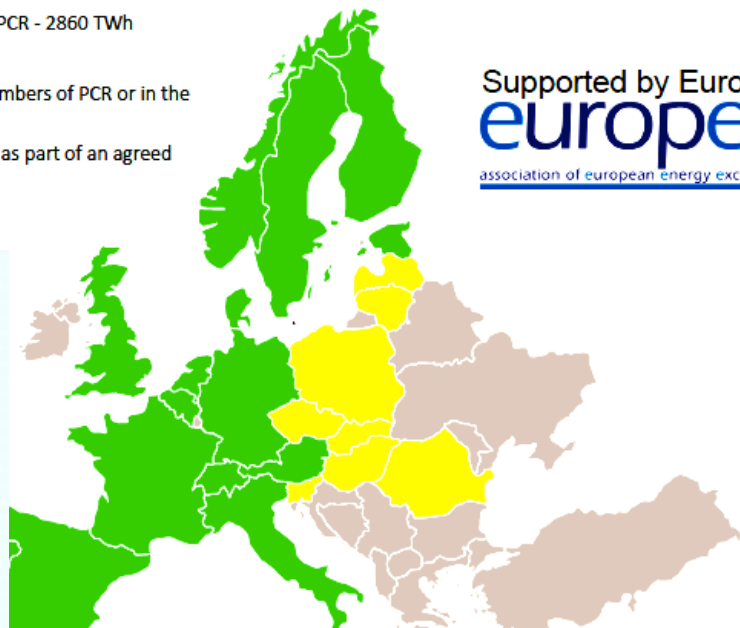 PCR - 2860 TWh
mbers of PCR or in the
as part of an agreed
Supported by Euro
europe
association of european energy exc